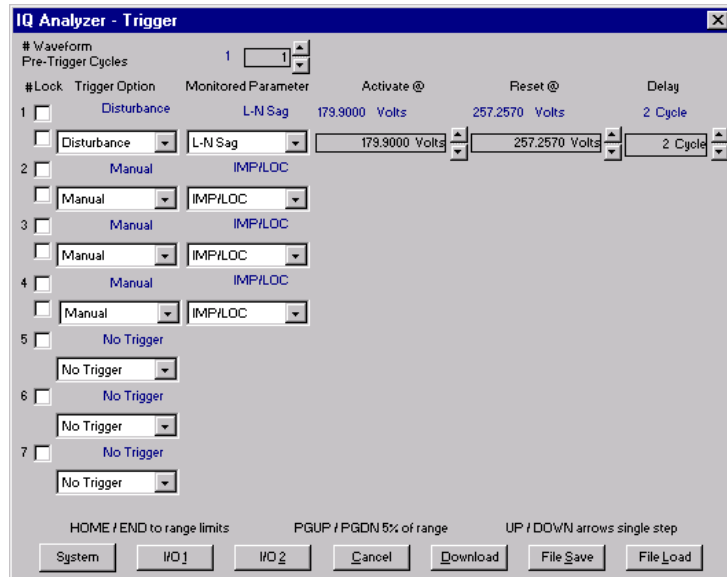 IQ Analyzer - Trigger
# Waveform
Pre-Trigger Cycles 1 1
#Lock Trigger Option Monitored Parameter Activate @ Reset @ Delay
1 Disturbance L-N Sag 179.9000 Volts 257.2570 Volts 2 Cycle
Disturbance L-N Sag 179.9000 Volts 257.2570 Volts 2 Cycle
2 Manual IMP/LOC
Manual IMP/LOC
3 Manual IMP/LOC
Manual IMP/LOC
4 Manual IMP/LOC
Manual IMP/LOC
5 No Trigger
No Trigger
6 No Trigger
No Trigger
7 No Trigger
No Trigger
HOME / END to range limits PGUP / PGDN 5% of range UP / DOWN arrows single step
System I/O 1 I/O 2 Cancel Download File Save File Load